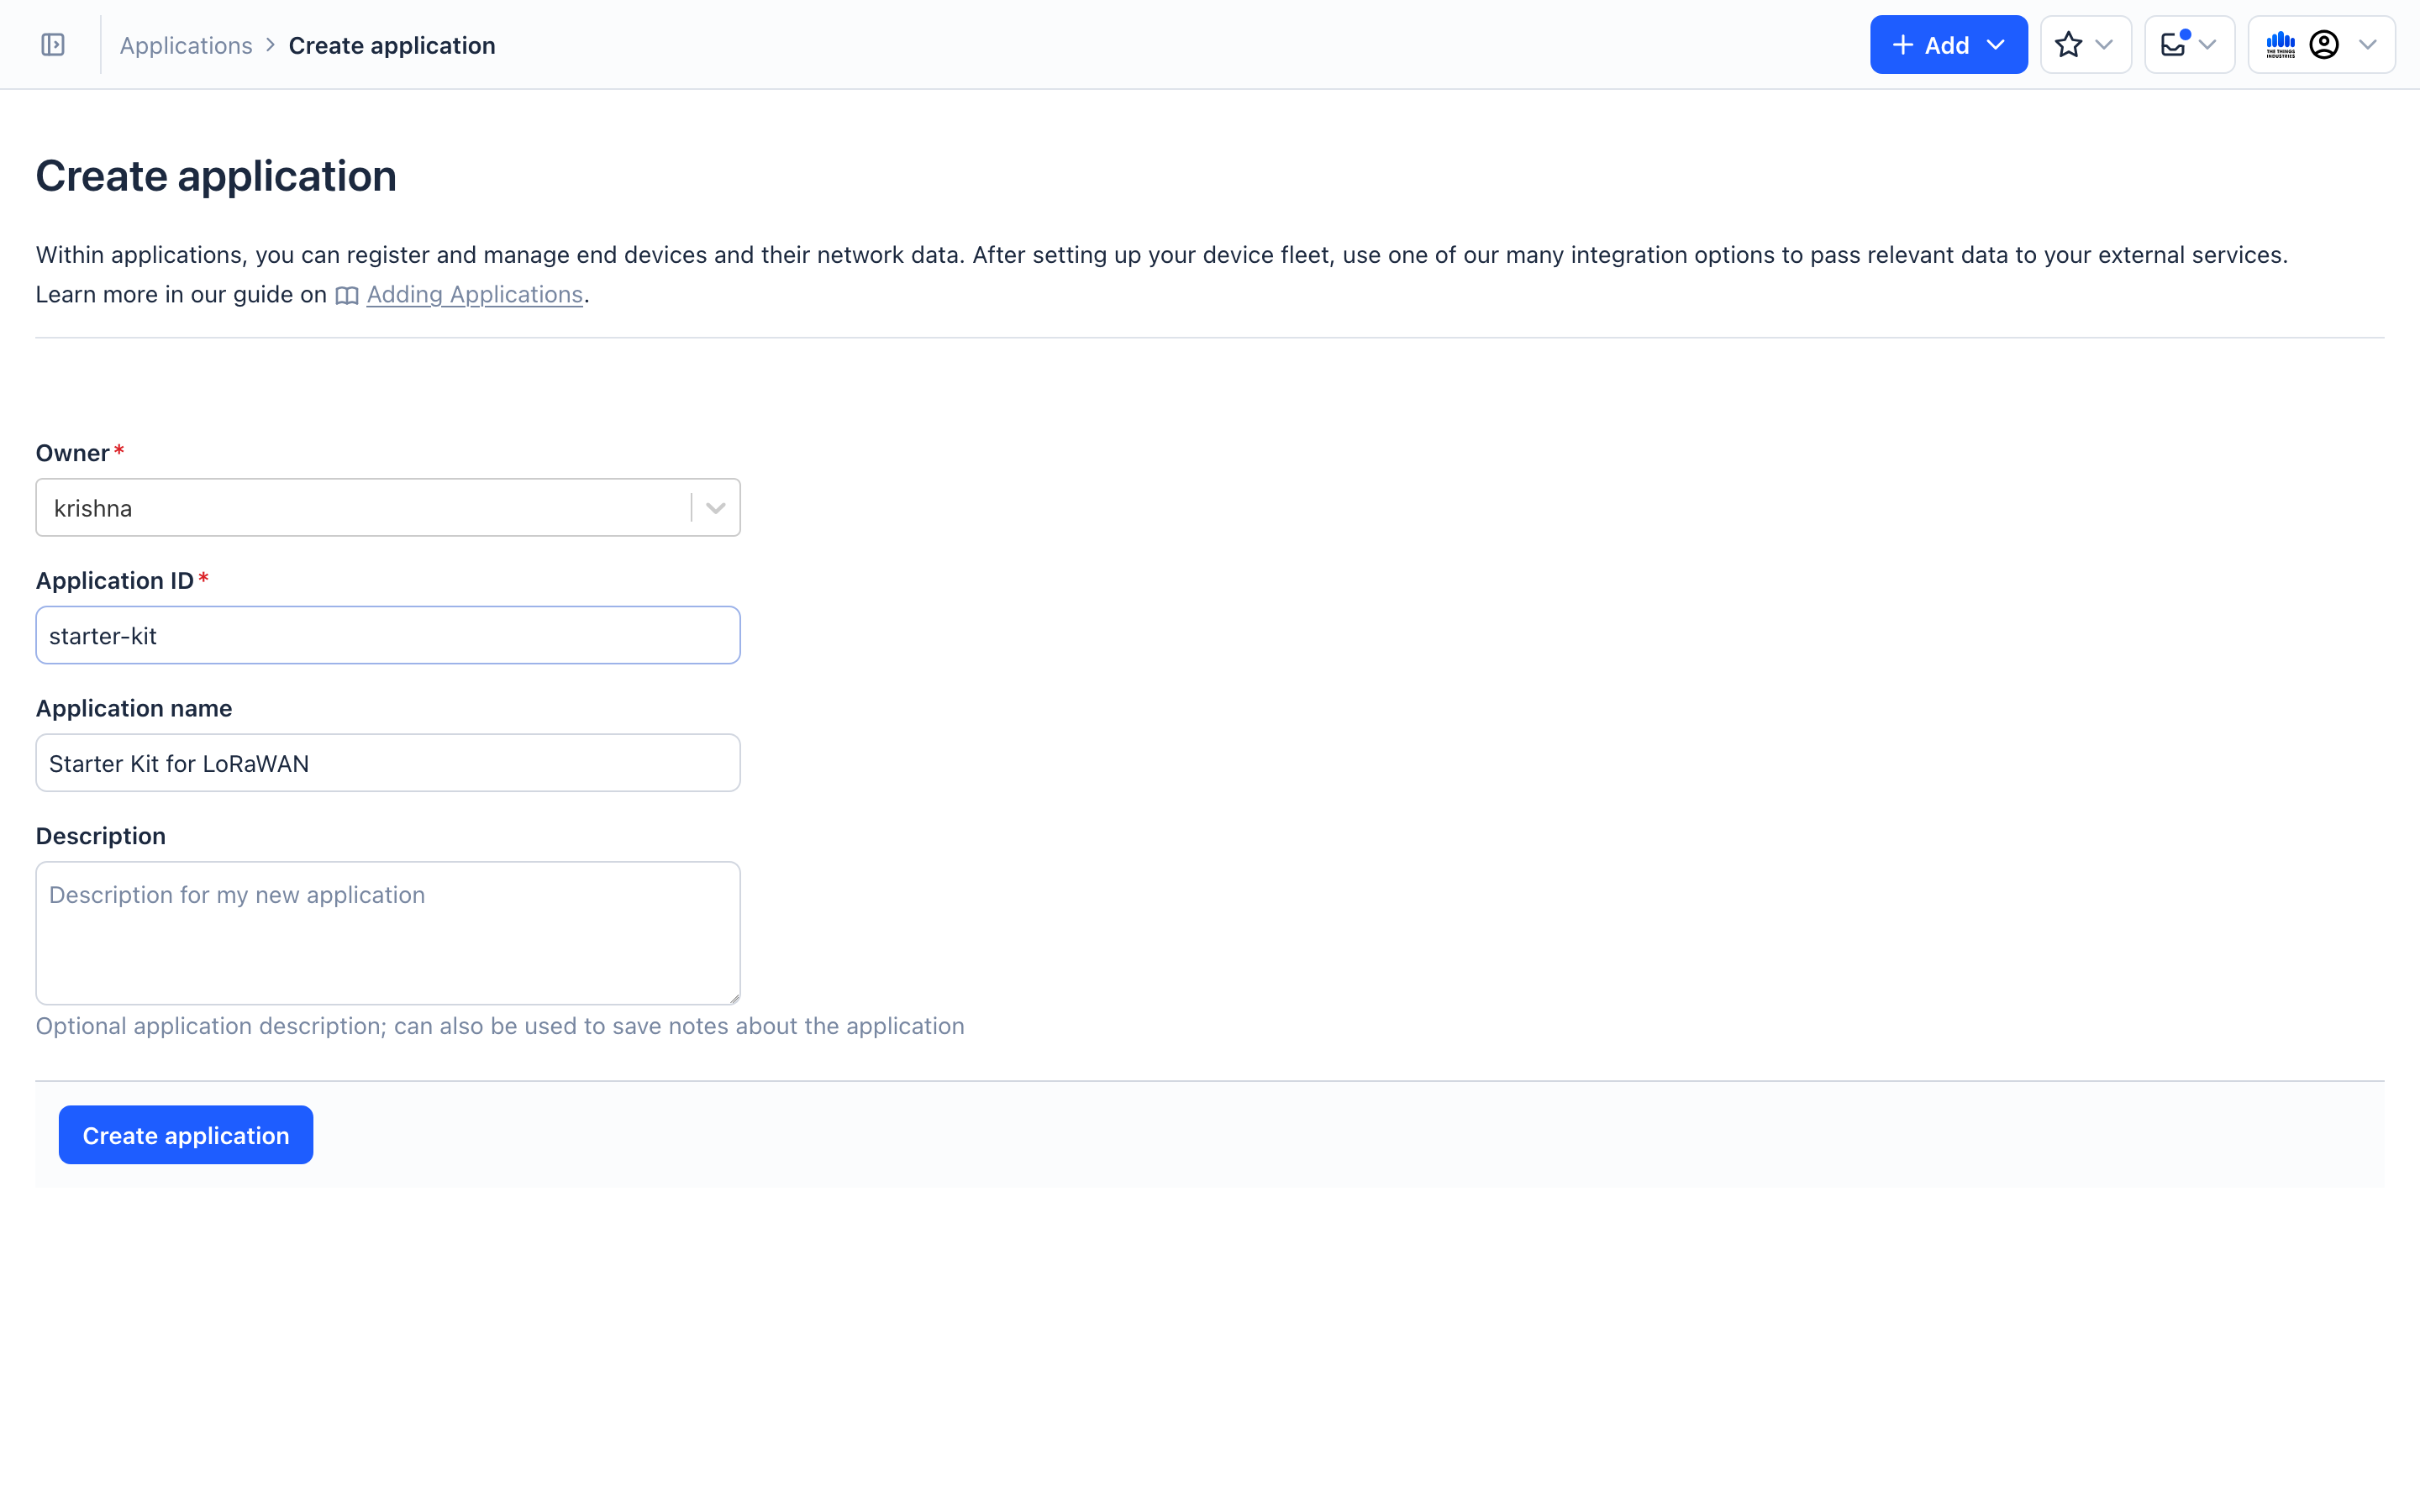 Applications > Create application
Add
THE THINGS
INDUSTRIES
Create application
Within applications, you can register and manage end devices and their network data. After setting up your device fleet, use one of our many integration options to pass relevant data to your external services.
Learn more in our guide on Adding Applications.
Owner*
krishna
Application ID*
starter-kit
Application name
Starter Kit for LoRaWAN
Description
Description for my new application
Optional application description; can also be used to save notes about the application
Create application